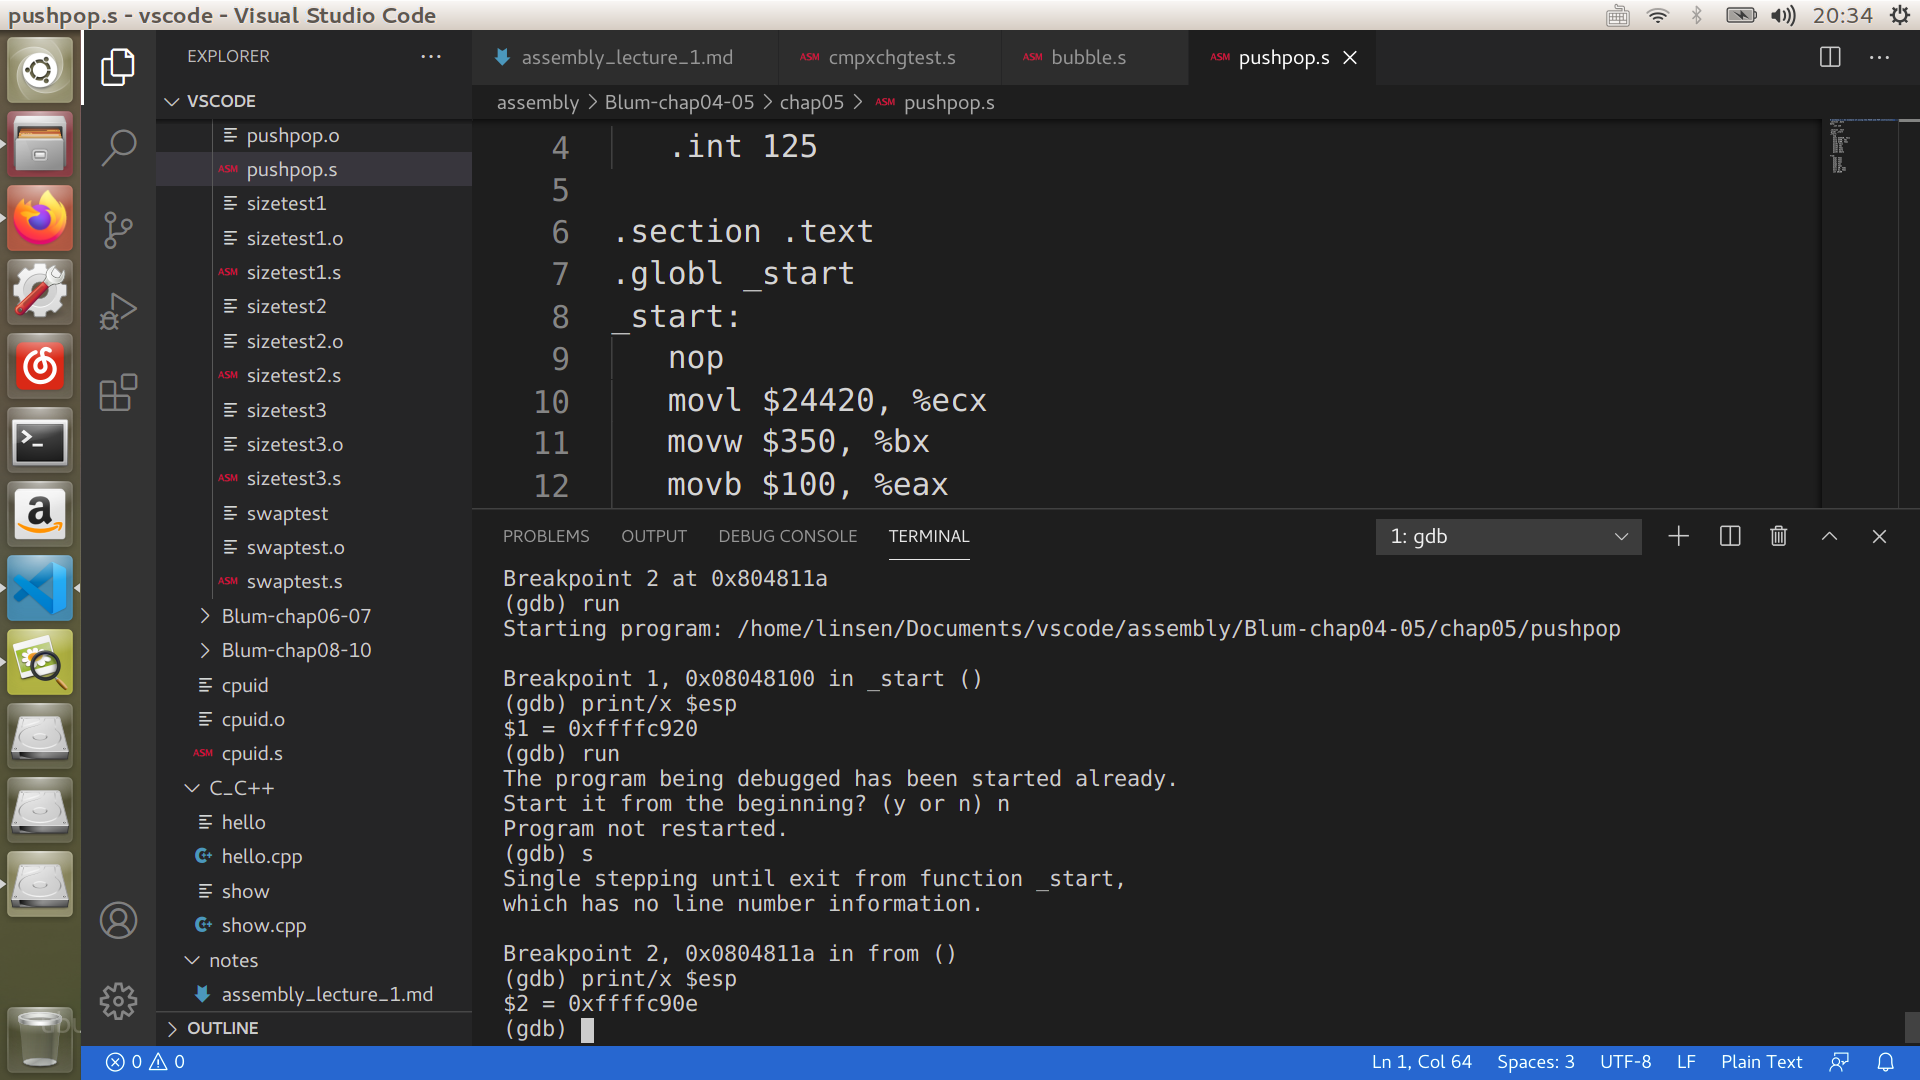 pushpop.s - vscode - Visual Studio Code
20:34
EXPLORER
VSCODE
pushpop.o
ASM pushpop.s
sizetest1
sizetest1.o
ASM sizetest1.s
sizetest2
sizetest2.o
ASM sizetest2.s
sizetest3
sizetest3.o
ASM sizetest3.s
swaptest
swaptest.o
ASM swaptest.s
Blum-chap06-07
Blum-chap08-10
cpuid
cpuid.o
ASM cpuid.s
C_C++
hello
hello.cpp
show
show.cpp
notes
assembly_lecture_1.md
OUTLINE
assembly_lecture_1.md ASM cmpxchgtest.s ASM bubble.s ASM pushpop.s
assembly > Blum-chap04-05 > chap05 > ASM pushpop.s
4 .int 125
5
6 .section .text
7 .globl _start
8 _start:
9 nop
10 movl $24420, %ecx
11 movw $350, %bx
12 movb $100, %eax
PROBLEMS OUTPUT DEBUG CONSOLE TERMINAL 1: gdb
Breakpoint 2 at 0x804811a
(gdb) run
Starting program: /home/linsen/Documents/vscode/assembly/Blum-chap04-05/chap05/pushpop
Breakpoint 1, 0x08048100 in _start ()
(gdb) print/x $esp
$1 = 0xffffc920
(gdb) run
The program being debugged has been started already.
Start it from the beginning? (y or n) n
Program not restarted.
(gdb) s
Single stepping until exit from function _start,
which has no line number information.
Breakpoint 2, 0x0804811a in from ()
(gdb) print/x $esp
$2 = 0xffffc90e
(gdb)
0 0 Ln 1, Col 64 Spaces: 3 UTF-8 LF Plain Text